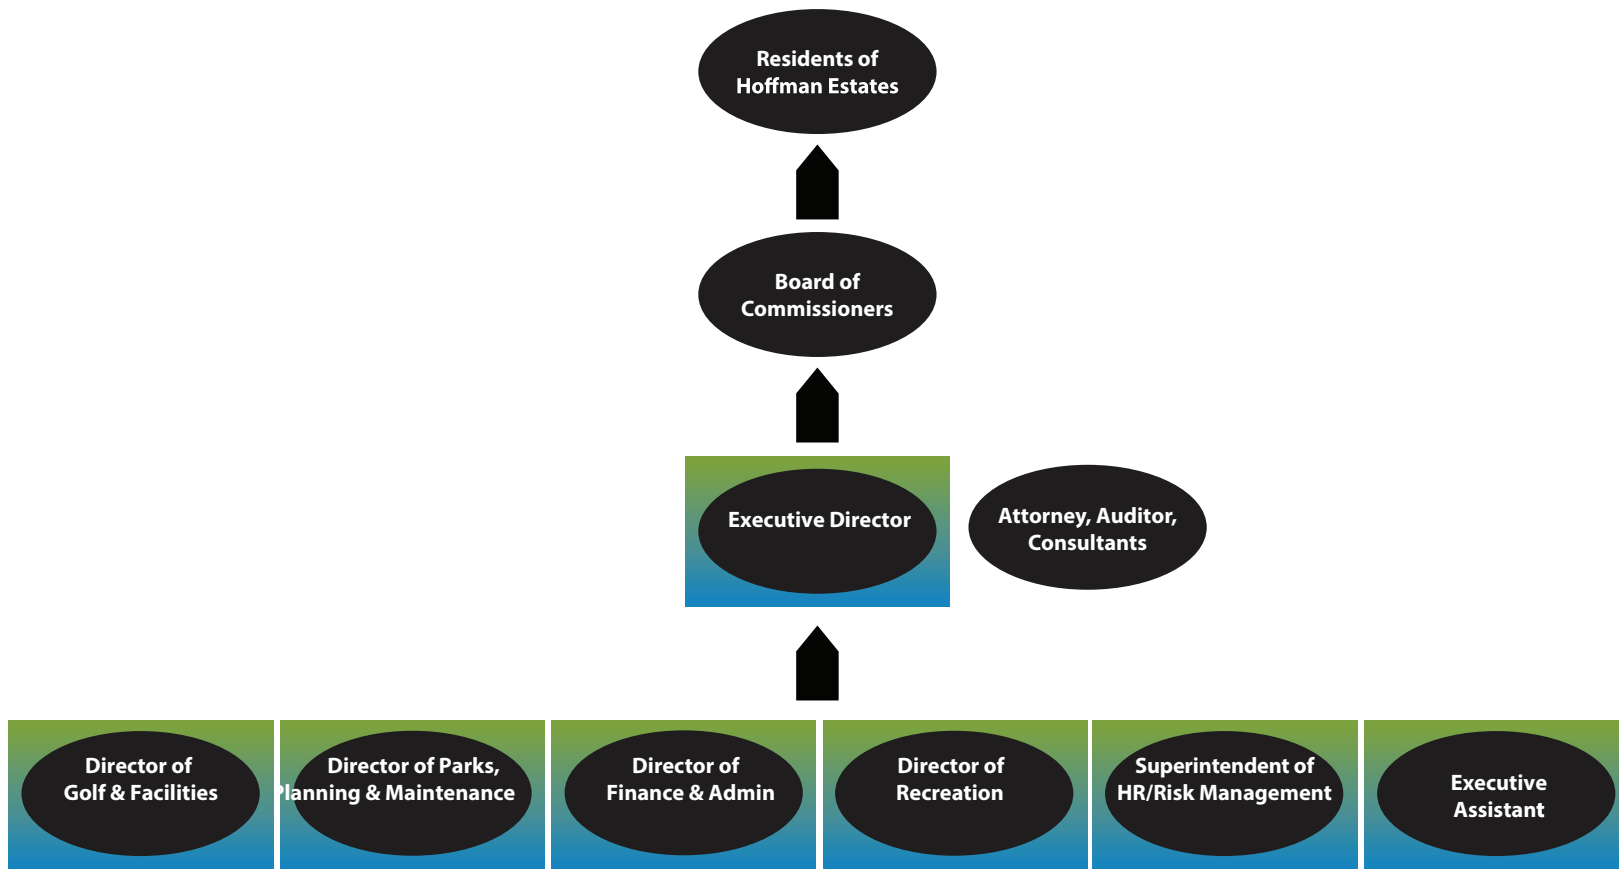 Residents of
Hoffman Estates
Board of
Commissioners
Executive Director
Attorney, Auditor,
Consultants
Director of
Golf & Facilities
Director of Parks,
Planning & Maintenance
Director of
Finance & Admin
Director of
Recreation
Superintendent of
HR/Risk Management
Executive
Assistant